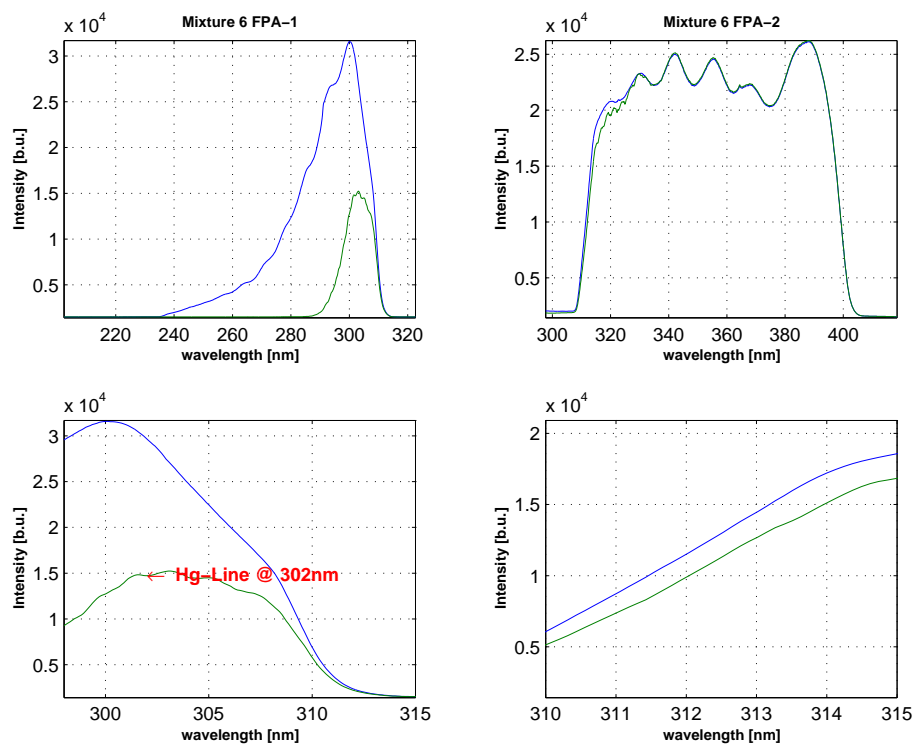 Mixture 6 FPA−1
x 10^4
3
2.5
2
1.5
1
0.5
Intensity [b.u.]
220 240 260 280 300 320
wavelength [nm]
Mixture 6 FPA−2
x 10^4
2.5
2
1.5
1
0.5
Intensity [b.u.]
300 320 340 360 380 400
wavelength [nm]
x 10^4
3
2.5
2
1.5
1
0.5
Intensity [b.u.]
Hg−Line @ 302nm
300 305 310 315
wavelength [nm]
x 10^4
2
1.5
1
0.5
Intensity [b.u.]
310 311 312 313 314 315
wavelength [nm]